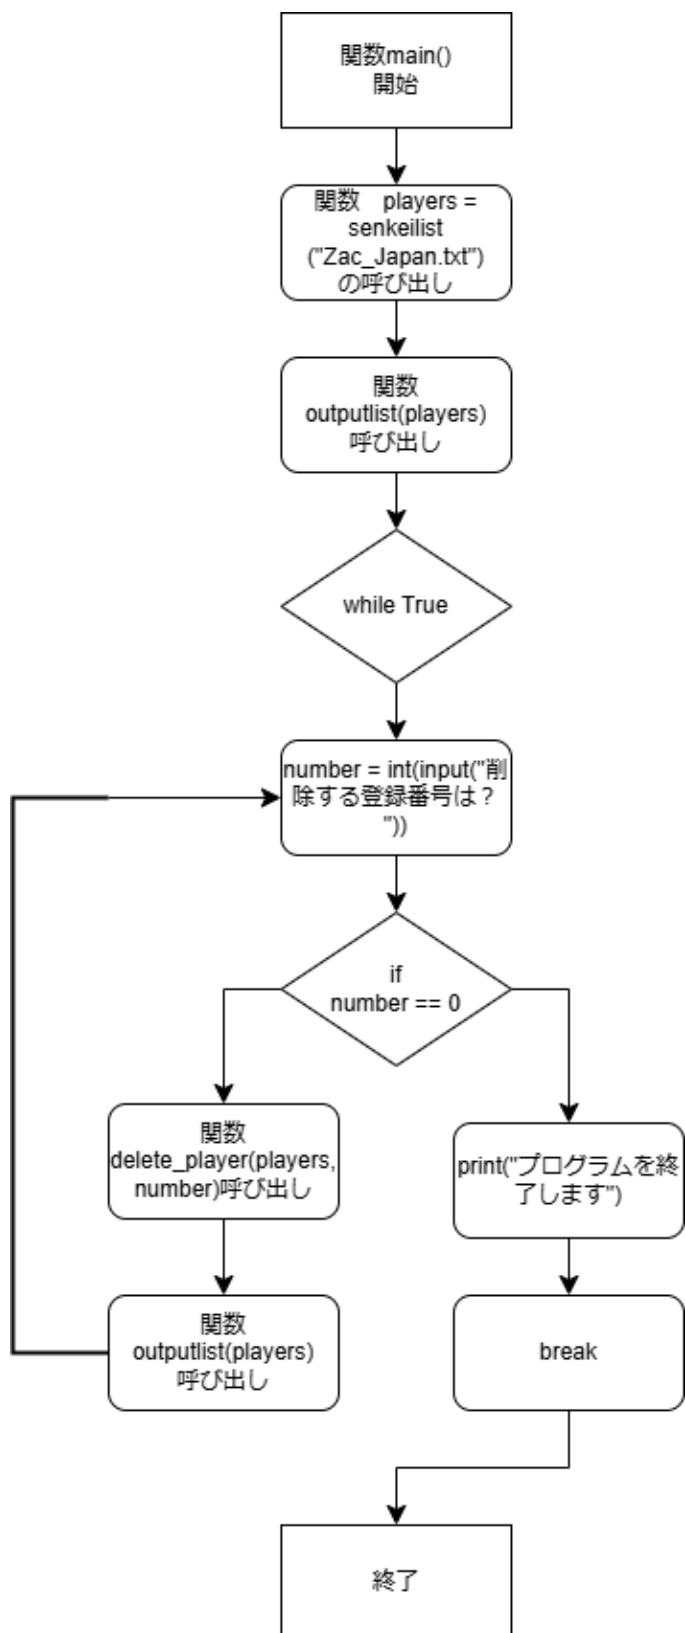 関数main()
開始
関数　players =
senkeilist
("Zac_Japan.txt")
の呼び出し
関数
outputlist(players)
呼び出し
while True
number = int(input("削
除する登録番号は？
"))
if
number == 0
関数
delete_player(players,
number)呼び出し
print("プログラムを終
了します")
関数
outputlist(players)
呼び出し
break
終了